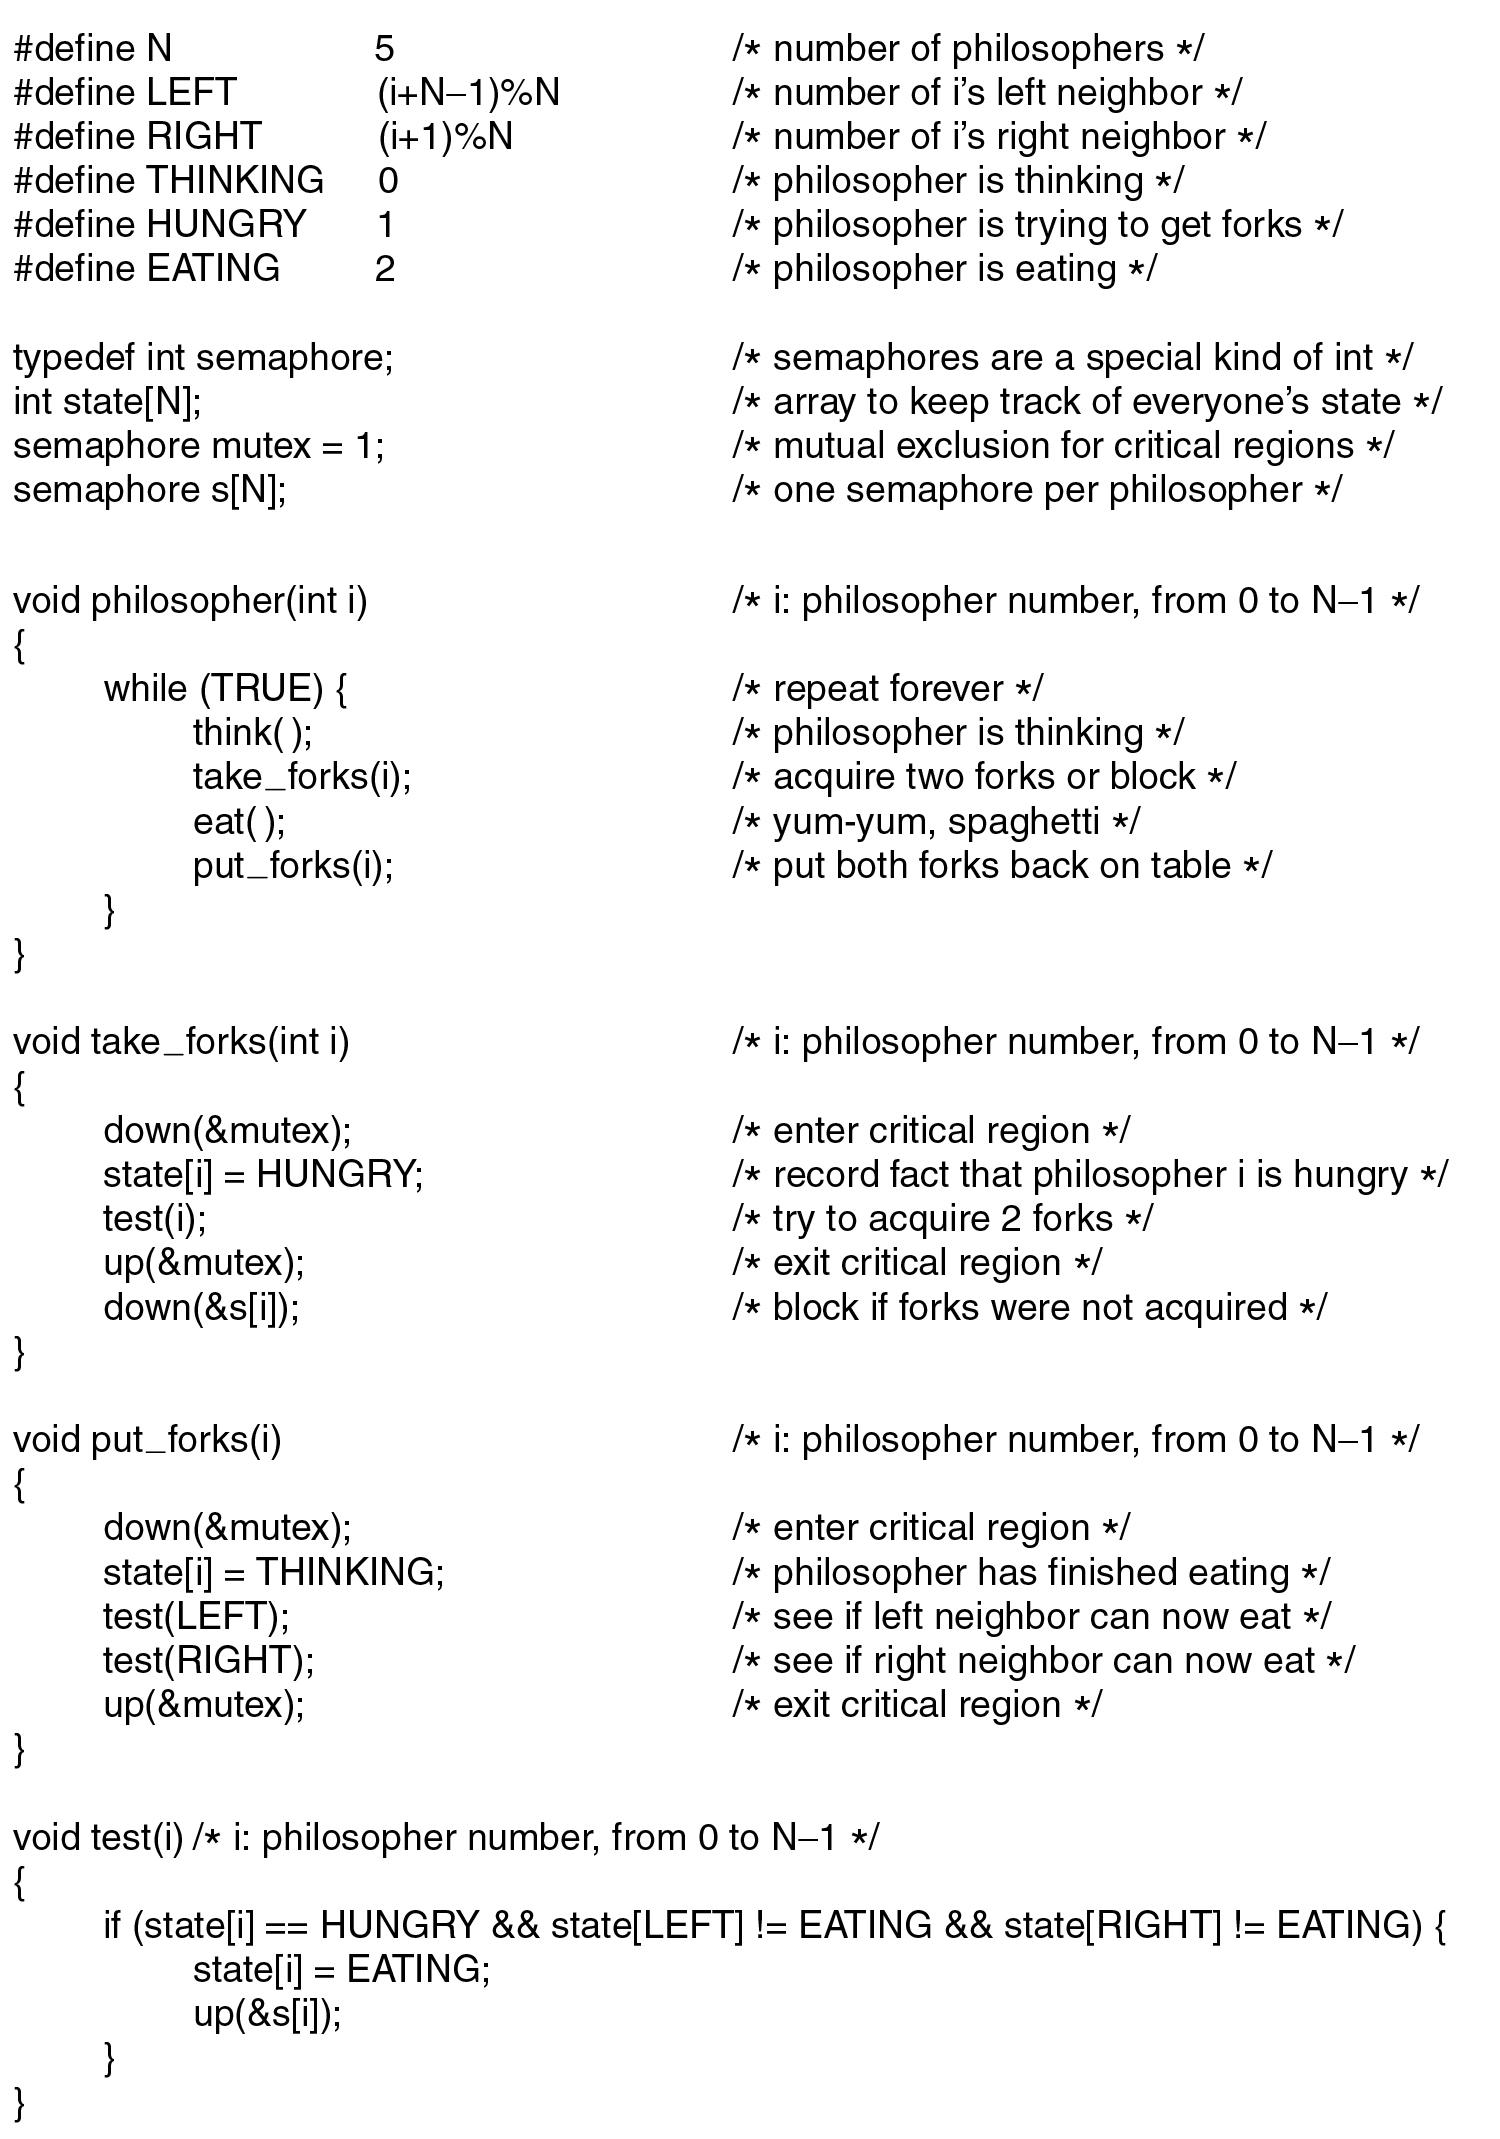 #define N 5 /* number of philosophers */
#define LEFT (i+N–1)%N /* number of i’s left neighbor */
#define RIGHT (i+1)%N /* number of i’s right neighbor */
#define THINKING 0 /* philosopher is thinking */
#define HUNGRY 1 /* philosopher is trying to get forks */
#define EATING 2 /* philosopher is eating */
typedef int semaphore; /* semaphores are a special kind of int */
int state[N]; /* array to keep track of everyone’s state */
semaphore mutex = 1; /* mutual exclusion for critical regions */
semaphore s[N]; /* one semaphore per philosopher */
void philosopher(int i) /* i: philosopher number, from 0 to N–1 */
{
while (TRUE) { /* repeat forever */
think( ); /* philosopher is thinking */
take_forks(i); /* acquire two forks or block */
eat( ); /* yum-yum, spaghetti */
put_forks(i); /* put both forks back on table */
}
}
void take_forks(int i) /* i: philosopher number, from 0 to N–1 */
{
down(&mutex); /* enter critical region */
state[i] = HUNGRY; /* record fact that philosopher i is hungry */
test(i); /* try to acquire 2 forks */
up(&mutex); /* exit critical region */
down(&s[i]); /* block if forks were not acquired */
}
void put_forks(i) /* i: philosopher number, from 0 to N–1 */
{
down(&mutex); /* enter critical region */
state[i] = THINKING; /* philosopher has finished eating */
test(LEFT); /* see if left neighbor can now eat */
test(RIGHT); /* see if right neighbor can now eat */
up(&mutex); /* exit critical region */
}
void test(i) /* i: philosopher number, from 0 to N–1 */
{
if (state[i] == HUNGRY && state[LEFT] != EATING && state[RIGHT] != EATING) {
state[i] = EATING;
up(&s[i]);
}
}